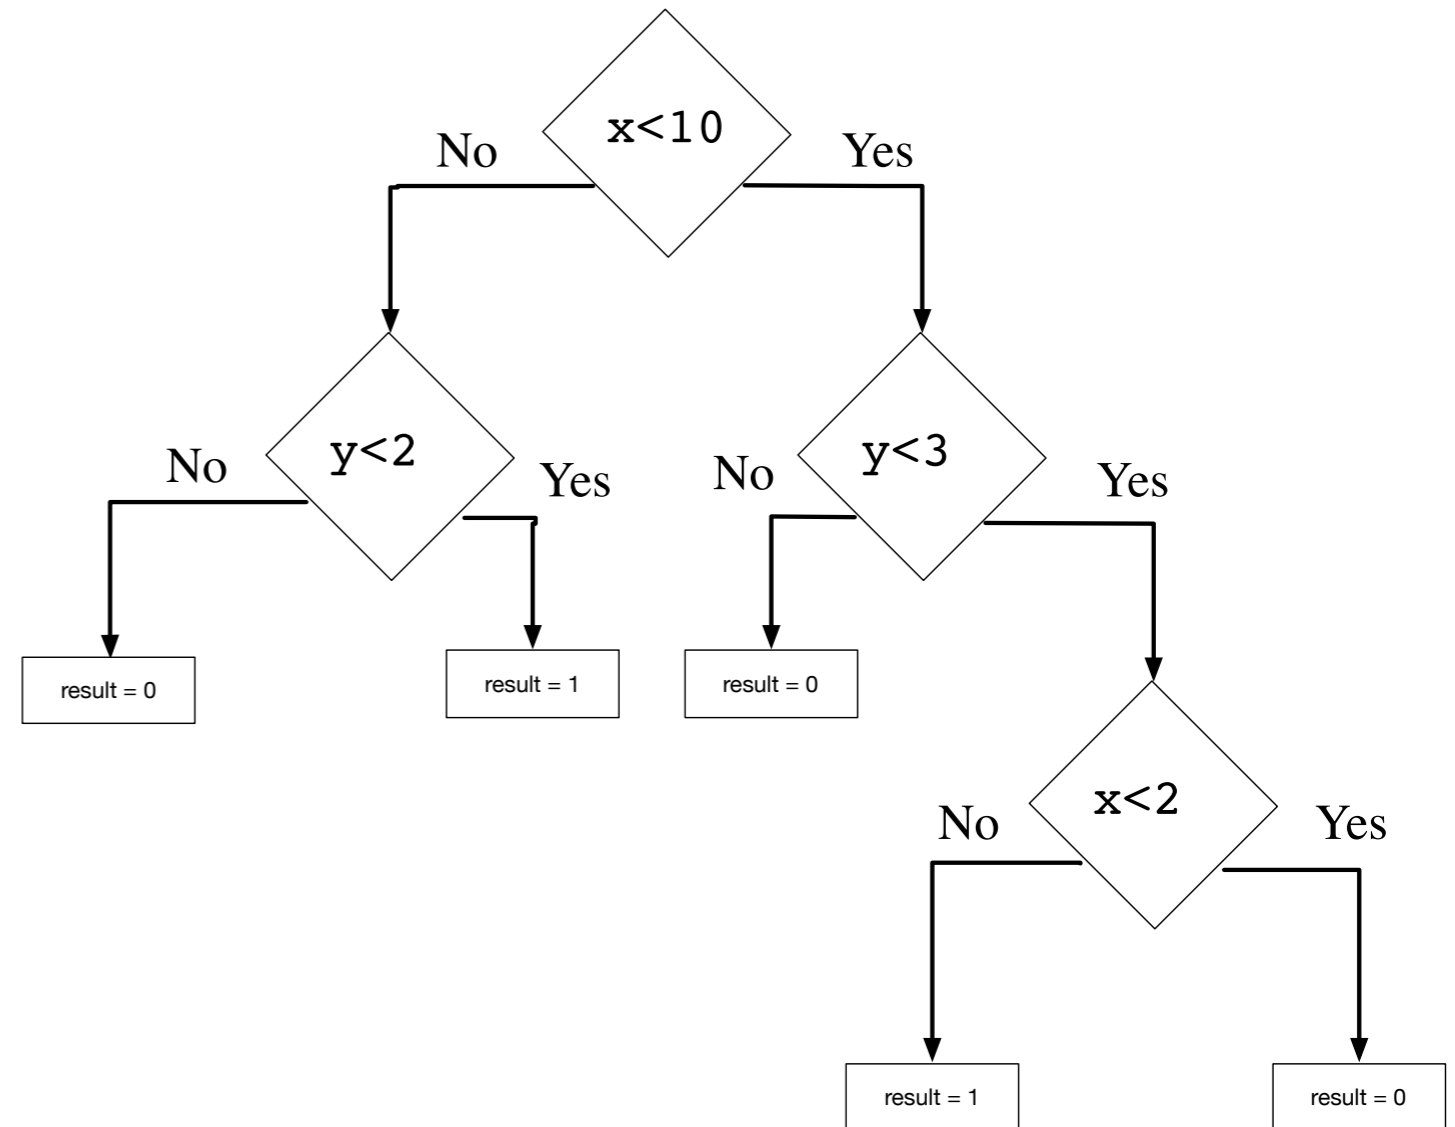 x<10
No
Yes
y<2
y<3
No
Yes
No
Yes
result = 0
result = 1
result = 0
x<2
No
Yes
result = 1
result = 0